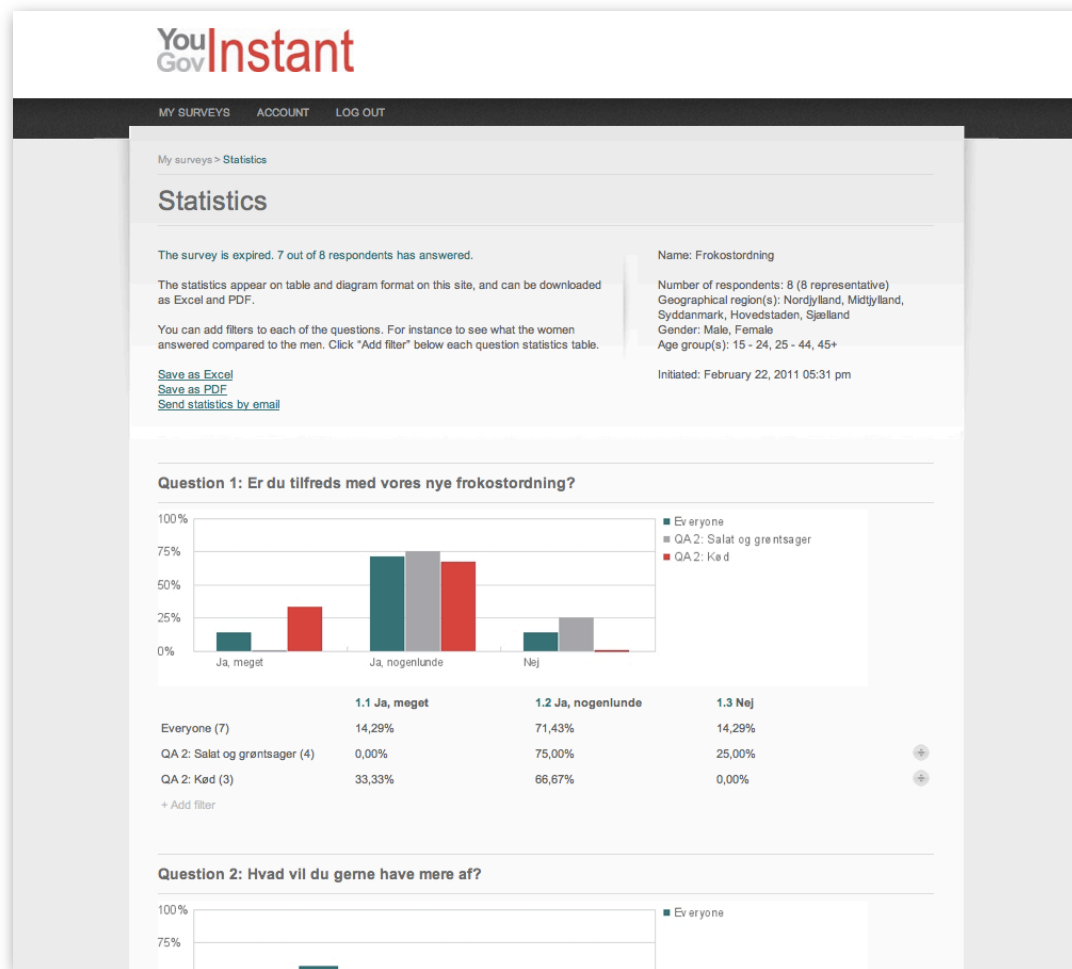 You Gov Instant
MY SURVEYS ACCOUNT LOG OUT
My surveys > Statistics
Statistics
The survey is expired. 7 out of 8 respondents has answered.
The statistics appear on table and diagram format on this site, and can be downloaded
as Excel and PDF.
You can add filters to each of the questions. For instance to see what the women
answered compared to the men. Click "Add filter" below each question statistics table.
Save as Excel
Save as PDF
Send statistics by email
Name: Frokostordning
Number of respondents: 8 (8 representative)
Geographical region(s): Nordjylland, Midtjylland,
Syddanmark, Hovedstaden, Sjælland
Gender: Male, Female
Age group(s): 15 - 24, 25 - 44, 45+
Initiated: February 22, 2011 05:31 pm
Question 1: Er du tilfreds med vores nye frokostordning?
100%
75%
50%
25%
0%
Ja, meget Ja, nogenlunde Nej
Everyone
QA 2: Salat og grøntsager
QA 2: Kød
1.1 Ja, meget 1.2 Ja, nogenlunde 1.3 Nej
Everyone (7) 14,29% 71,43% 14,29%
QA 2: Salat og grøntsager (4) 0,00% 75,00% 25,00%
QA 2: Kød (3) 33,33% 66,67% 0,00%
+ Add filter
Question 2: Hvad vil du gerne have mere af?
100%
75%
Everyone